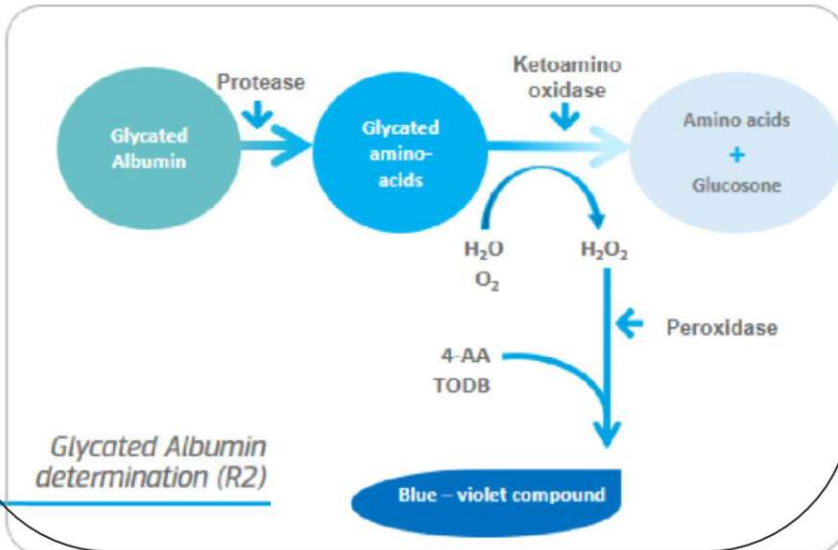 Protease
Ketoamino
oxidase
Glycated
Albumin
Glycated
amino-
acids
Amino acids
+
Glucosone
H₂O
O₂
H₂O₂
Peroxidase
4-AA
TODB
Glycated Albumin
determination (R2)
Blue – violet compound